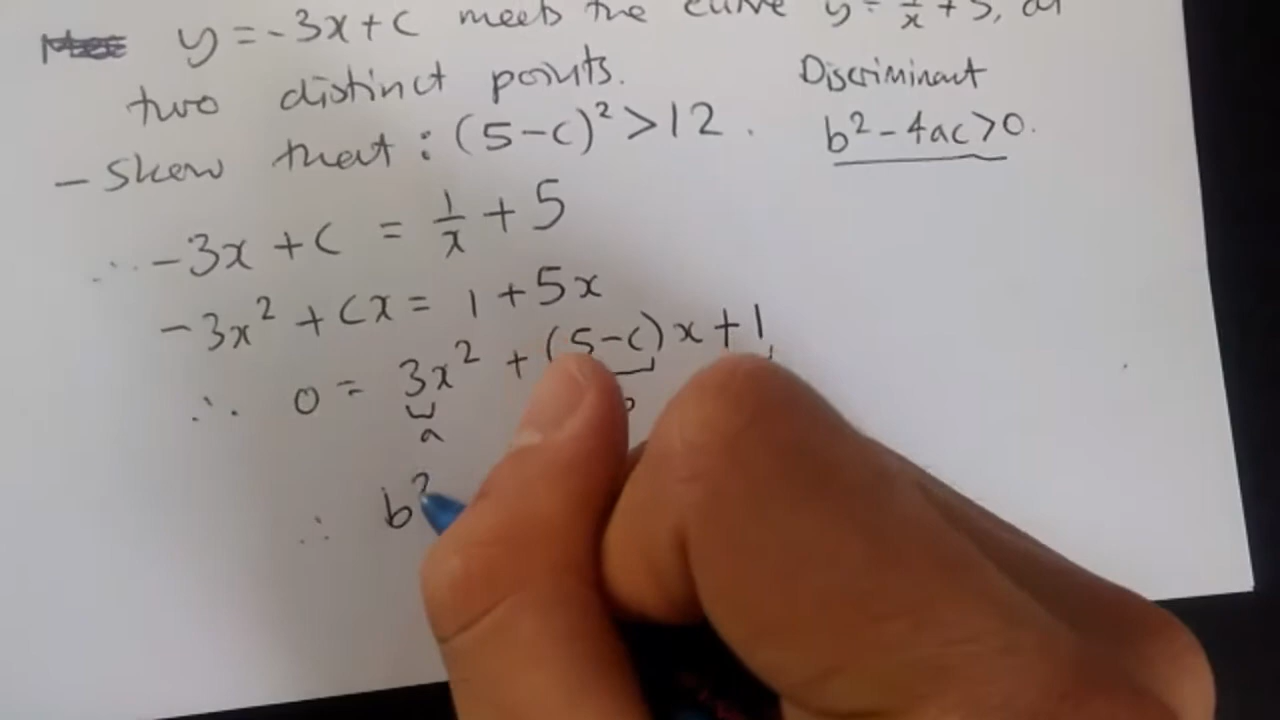 y = -3x + c meets the curve y = 1/x + 5, at
two distinct points.
Discriminant
b² - 4ac > 0.
- Show that : (5-c)² > 12.
∴ -3x + c = 1/x + 5
-3x² + cx = 1 + 5x
∴ 0 = 3x² + (5-c)x + 1
a b
∴ b²